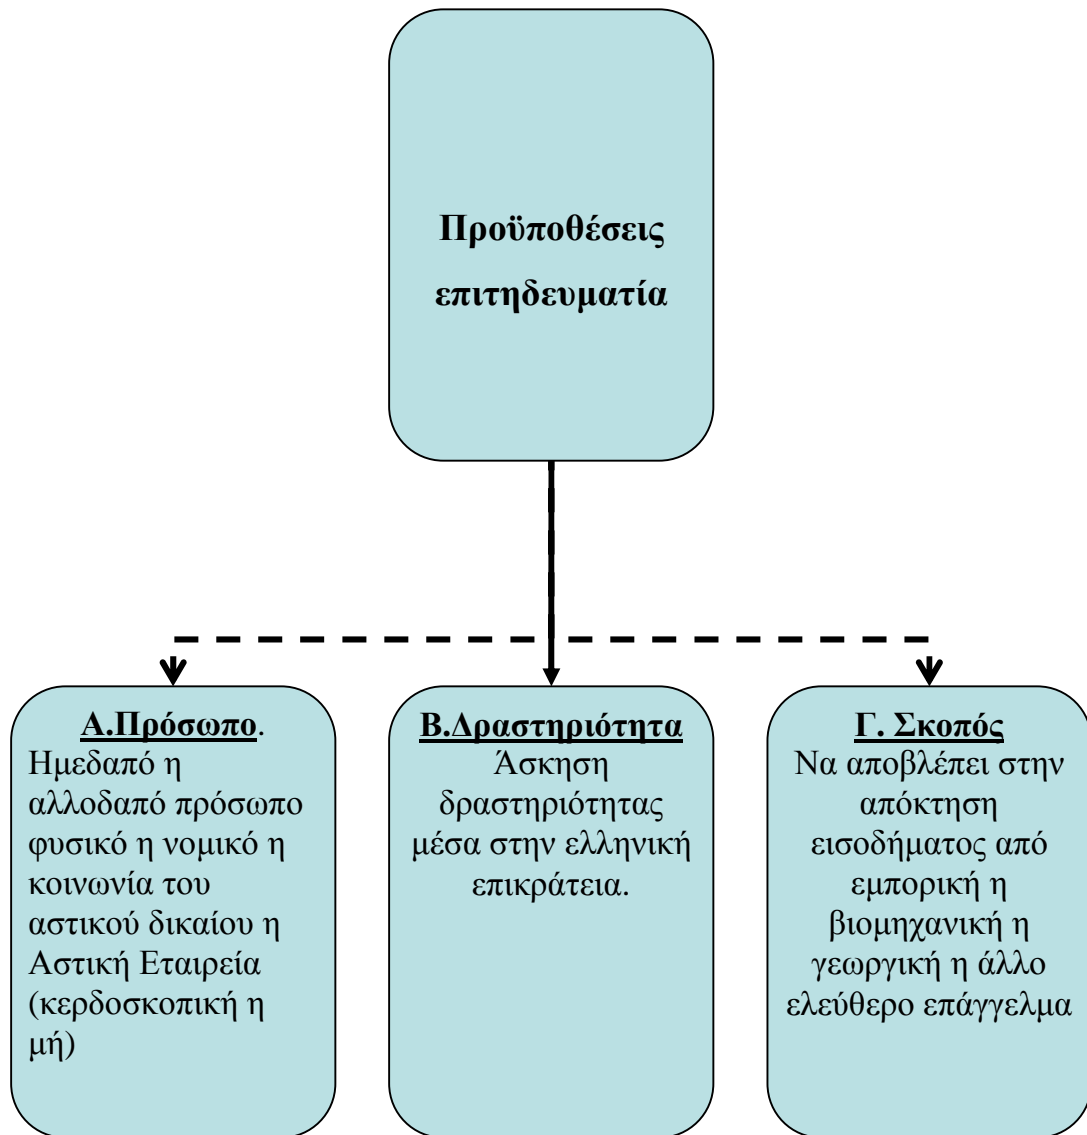 Προϋποθέσεις
επιτηδευματία
Α.Πρόσωπο.
Ημεδαπό η
αλλοδαπό πρόσωπο
φυσικό η νομικό η
κοινωνία του
αστικού δικαίου η
Αστική Εταιρεία
(κερδοσκοπική η
μή)
Β.Δραστηριότητα
Άσκηση
δραστηριότητας
μέσα στην ελληνική
επικράτεια.
Γ. Σκοπός
Να αποβλέπει στην
απόκτηση
εισοδήματος από
εμπορική η
βιομηχανική η
γεωργική η άλλο
ελεύθερο επάγγελμα